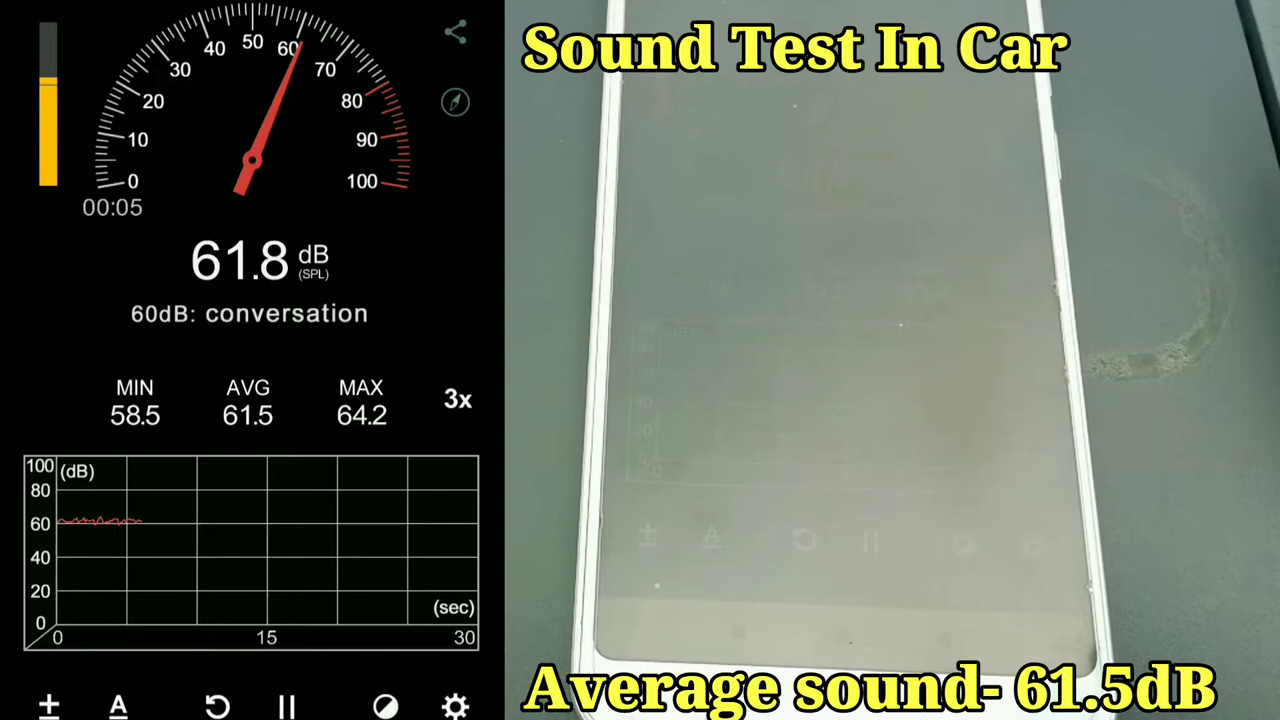 Sound Test In Car
0 10 20 30 40 50 60 70 80 90 100
00:05
61.8 dB
(SPL)
60dB: conversation
MIN AVG MAX
58.5 61.5 64.2
3x
100 (dB)
80
60
40
20
0
(sec)
0 15 30
A
Average sound- 61.5dB